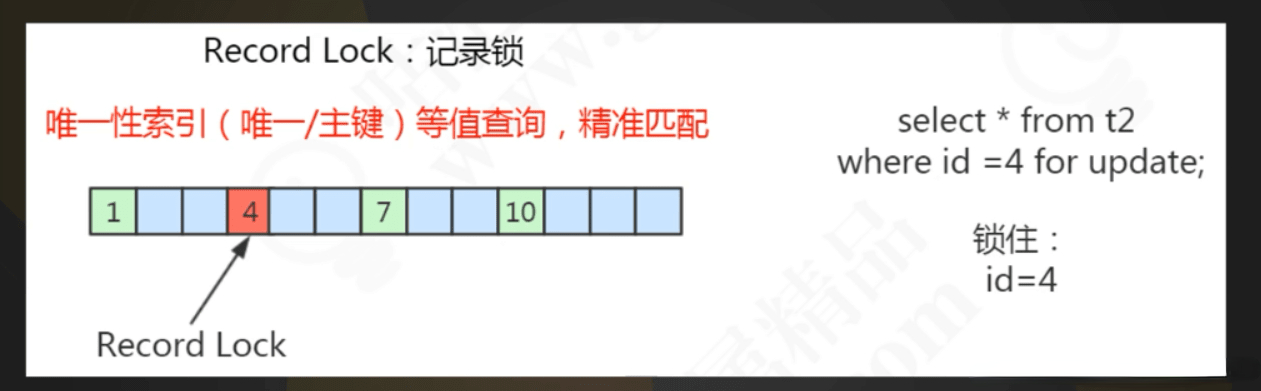 Record Lock：记录锁
唯一性索引（唯一/主键）等值查询，精准匹配
select * from t2
where id =4 for update;
1 4 7 10
锁住：
id=4
Record Lock